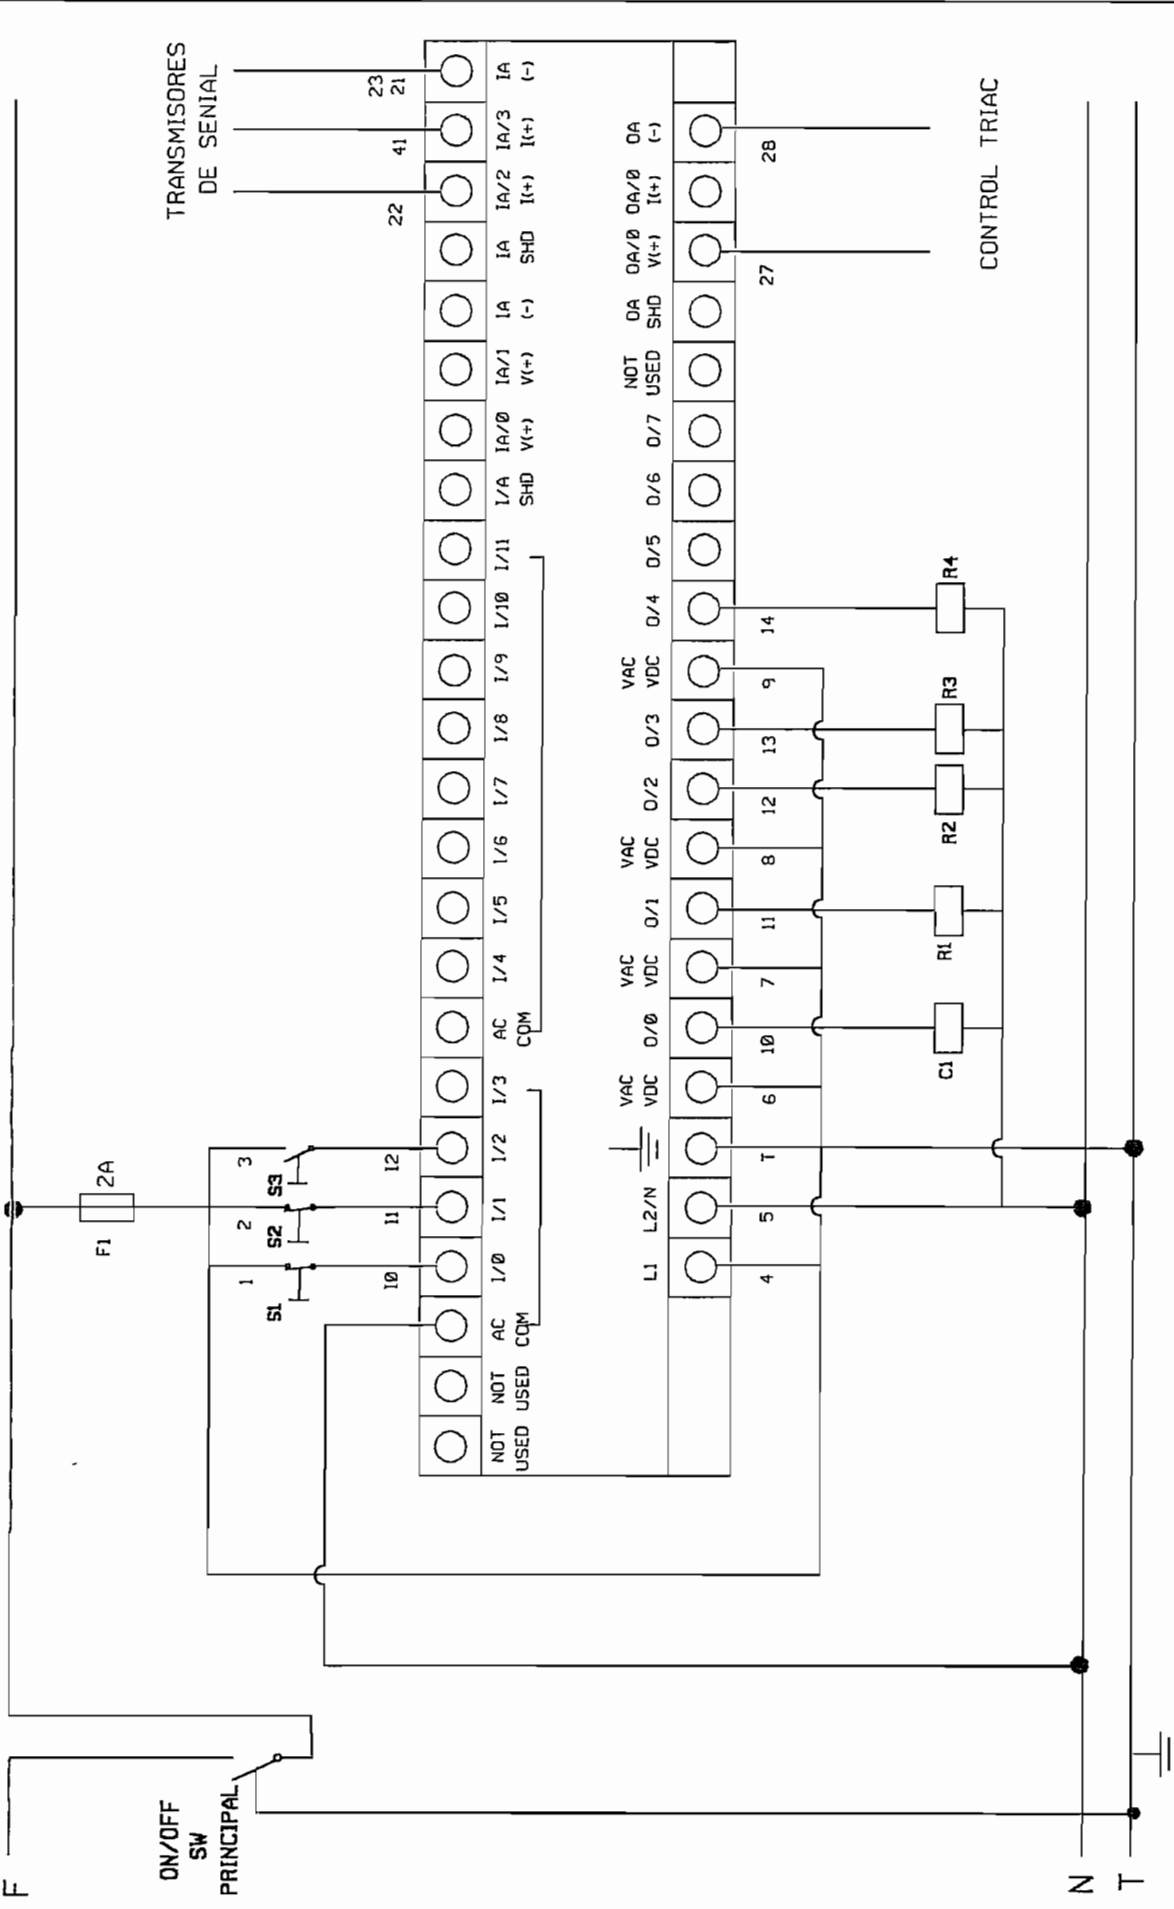 F
ON/OFF
SW
PRINCIPAL
N
T
F1
2A
1
2
3
S1
S2
S3
I0
I1
I2
22
41
23
21
TRANSMISORES
DE SENIAL
NOT
USED
NOT
USED
AC
COM
I/0
I/1
I/2
I/3
AC
COM
I/4
I/5
I/6
I/7
I/8
I/9
I/10
I/11
I/A
SHD
IA/0
V(+)
IA/1
V(+)
IA
(-)
IA
SHD
IA/2
I(+)
IA/3
I(+)
IA
(-)
L1
L2/N
VAC
VDC
O/0
VAC
VDC
O/1
VAC
VDC
O/2
O/3
VAC
VDC
O/4
O/5
O/6
O/7
NOT
USED
OA
SHD
OA/0
V(+)
OA/0
I(+)
OA
(-)
4
5
T
6
10
7
11
8
12
13
9
14
27
28
C1
R1
R2
R3
R4
CONTROL TRIAC